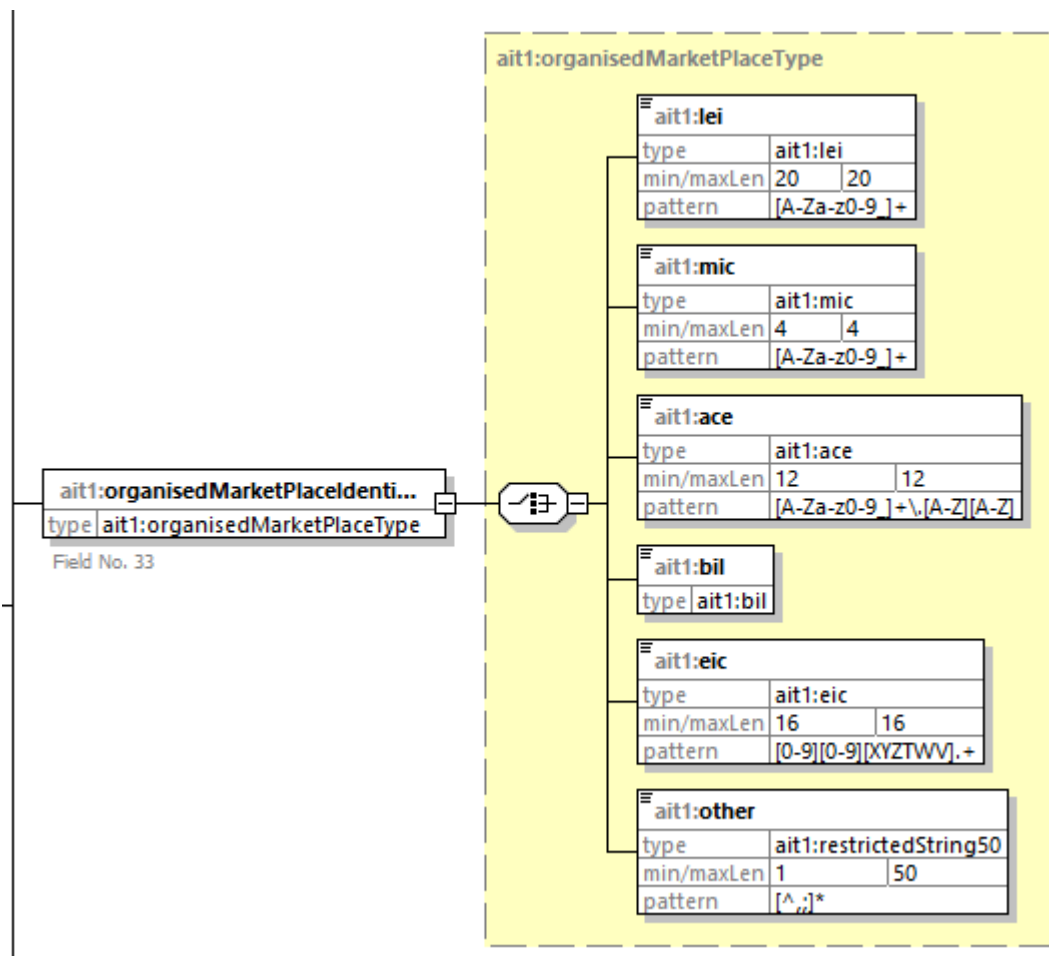 ait1:organisedMarketPlaceType
ait1:lei
type ait1:lei
min/maxLen 20 20
pattern [A-Za-z0-9_]+
ait1:mic
type ait1:mic
min/maxLen 4 4
pattern [A-Za-z0-9_]+
ait1:ace
type ait1:ace
min/maxLen 12 12
pattern [A-Za-z0-9_]+\.[A-Z][A-Z]
ait1:organisedMarketPlaceIdenti...
type ait1:organisedMarketPlaceType
Field No. 33
ait1:bil
type ait1:bil
ait1:eic
type ait1:eic
min/maxLen 16 16
pattern [0-9][0-9][XYZTWV].+
ait1:other
type ait1:restrictedString50
min/maxLen 1 50
pattern [^,;]*